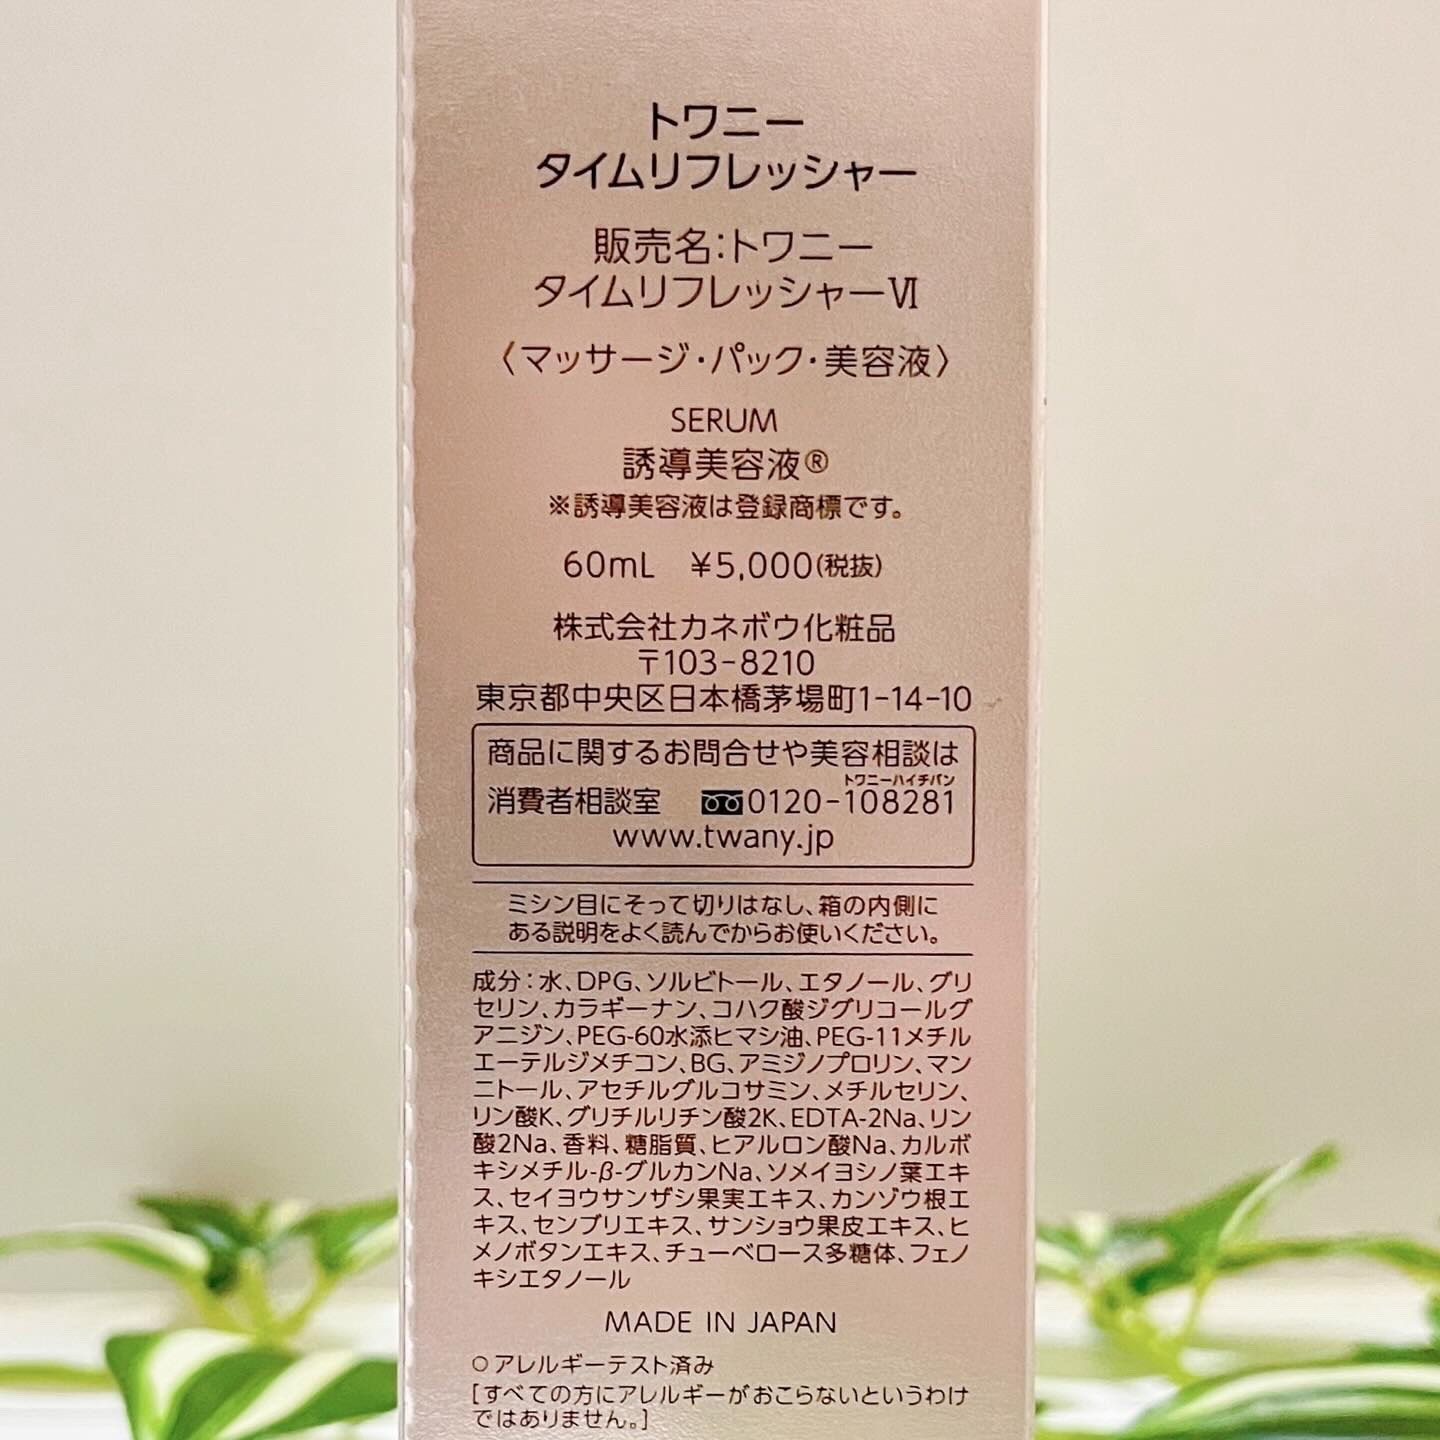 トワニー
タイムリフレッシャー
販売名:トワニー
タイムリフレッシャーⅥ
〈マッサージ・パック・美容液〉
SERUM
誘導美容液®
※誘導美容液は登録商標です。
60mL ¥5,000(税抜)
株式会社カネボウ化粧品
〒103-8210
東京都中央区日本橋茅場町1-14-10
商品に関するお問合せや美容相談は
トワニーハイチバン
消費者相談室 0120-108281
www.twany.jp
ミシン目にそって切りはなし、箱の内側に
ある説明をよく読んでからお使いください。
成分:水、DPG、ソルビトール、エタノール、グリ
セリン、カラギーナン、コハク酸ジグリコールグ
アニジン、PEG-60水添ヒマシ油、PEG-11メチル
エーテルジメチコン、BG、アミジノプロリン、マン
ニトール、アセチルグルコサミン、メチルセリン、
リン酸K、グリチルリチン酸2K、EDTA-2Na、リン
酸2Na、香料、糖脂質、ヒアルロン酸Na、カルボ
キシメチル-β-グルカンNa、ソメイヨシノ葉エキ
ス、セイヨウサンザシ果実エキス、カンゾウ根エ
キス、センブリエキス、サンショウ果皮エキス、ヒ
メノボタンエキス、チューベロース多糖体、フェノ
キシエタノール
MADE IN JAPAN
○アレルギーテスト済み
[すべての方にアレルギーがおこらないというわけ
ではありません。]